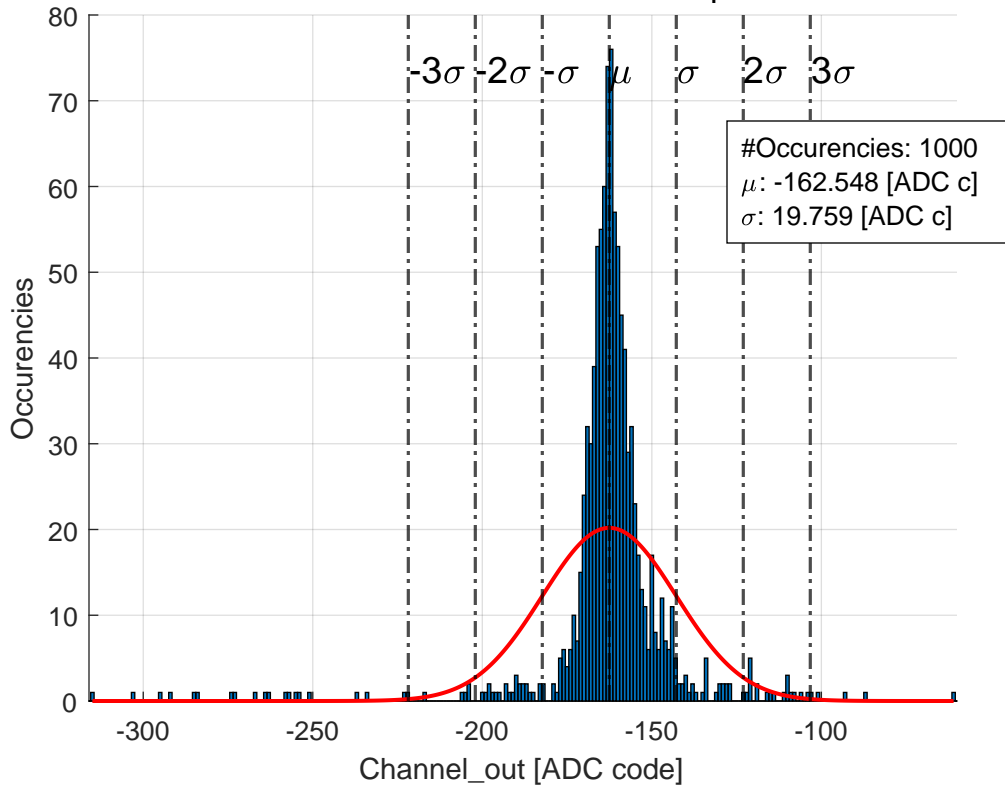 80
70
60
50
40
30
20
10
0
Occurencies
-3σ -2σ -σ μ σ 2σ 3σ
#Occurencies: 1000
μ: -162.548 [ADC c]
σ: 19.759 [ADC c]
-300 -250 -200 -150 -100
Channel_out [ADC code]